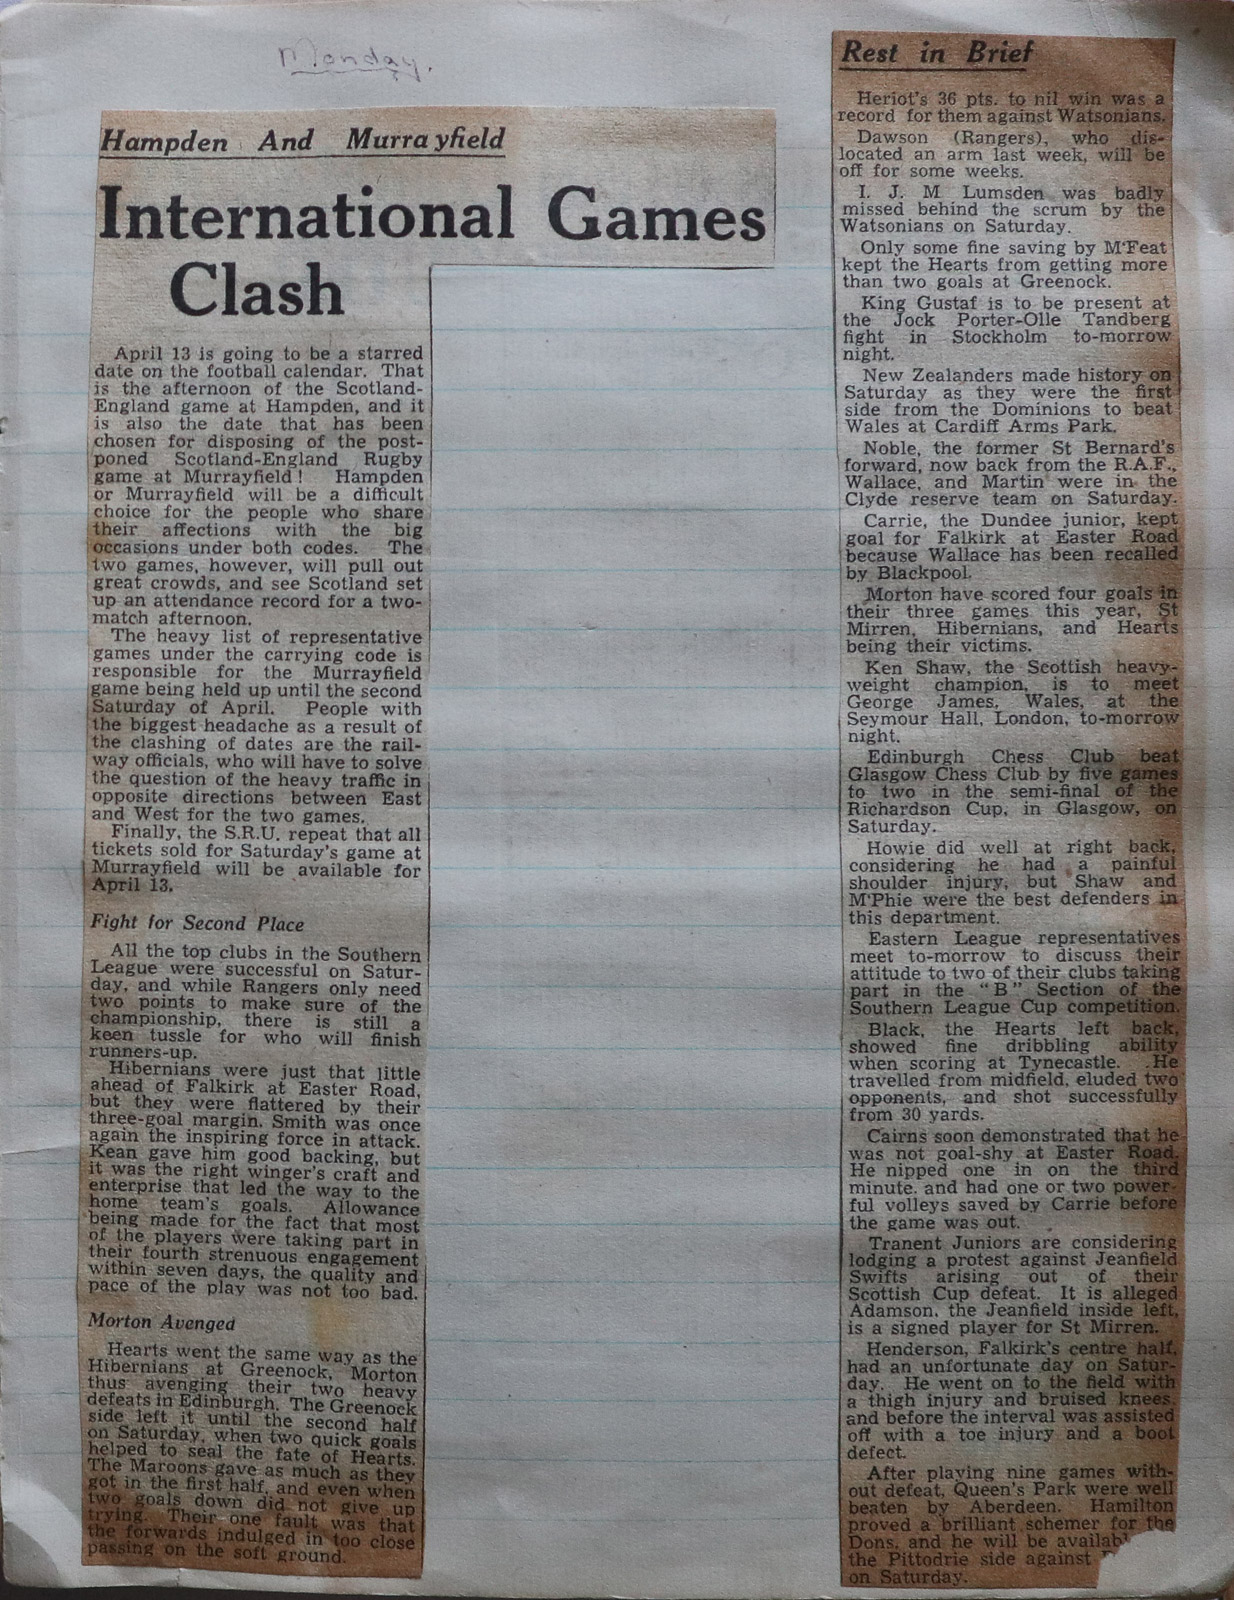 Monday.
Hampden And Murrayfield
International Games
Clash
April 13 is going to be a starred
date on the football calendar. That
is the afternoon of the Scotland-
England game at Hampden, and it
is also the date that has been
chosen for disposing of the post-
poned Scotland-England Rugby
game at Murrayfield! Hampden
or Murrayfield will be a difficult
choice for the people who share
their affections with the big
occasions under both codes. The
two games, however, will pull out
great crowds, and see Scotland set
up an attendance record for a two-
match afternoon.
The heavy list of representative
games under the carrying code is
responsible for the Murrayfield
game being held up until the second
Saturday of April. People with
the biggest headache as a result of
the clashing of dates are the rail-
way officials, who will have to solve
the question of the heavy traffic in
opposite directions between East
and West for the two games.
Finally, the S.R.U. repeat that all
tickets sold for Saturday's game at
Murrayfield will be available for
April 13.
Fight for Second Place
All the top clubs in the Southern
League were successful on Satur-
day, and while Rangers only need
two points to make sure of the
championship, there is still a
keen tussle for who will finish
runners-up.
Hibernians were just that little
ahead of Falkirk at Easter Road,
but they were flattered by their
three-goal margin. Smith was once
again the inspiring force in attack.
Kean gave him good backing, but
it was the right winger's craft and
enterprise that led the way to the
home team's goals. Allowance
being made for the fact that most
of the players were taking part in
their fourth strenuous engagement
within seven days, the quality and
pace of the play was not too bad.
Morton Avenged
Hearts went the same way as the
Hibernians at Greenock, Morton
thus avenging their two heavy
defeats in Edinburgh. The Greenock
side left it until the second half
on Saturday, when two quick goals
helped to seal the fate of Hearts.
The Maroons gave as much as they
got in the first half, and even when
two goals down did not give up
trying. Their one fault was that
the forwards indulged in too close
passing on the soft ground.
Rest in Brief
Heriot's 36 pts. to nil win was a
record for them against Watsonians.
Dawson (Rangers), who dis-
located an arm last week, will be
off for some weeks.
I. J. M Lumsden was badly
missed behind the scrum by the
Watsonians on Saturday.
Only some fine saving by M'Feat
kept the Hearts from getting more
than two goals at Greenock.
King Gustaf is to be present at
the Jock Porter-Olle Tandberg
fight in Stockholm to-morrow
night.
New Zealanders made history on
Saturday as they were the first
side from the Dominions to beat
Wales at Cardiff Arms Park.
Noble, the former St Bernard's
forward, now back from the R.A.F.,
Wallace, and Martin were in the
Clyde reserve team on Saturday.
Carrie, the Dundee junior, kept
goal for Falkirk at Easter Road
because Wallace has been recalled
by Blackpool.
Morton have scored four goals in
their three games this year, St
Mirren, Hibernians, and Hearts
being their victims.
Ken Shaw, the Scottish heavy-
weight champion, is to meet
George James, Wales, at the
Seymour Hall, London, to-morrow
night.
Edinburgh Chess Club beat
Glasgow Chess Club by five games
to two in the semi-final of the
Richardson Cup, in Glasgow, on
Saturday.
Howie did well at right back,
considering he had a painful
shoulder injury, but Shaw and
M'Phie were the best defenders in
this department.
Eastern League representatives
meet to-morrow to discuss their
attitude to two of their clubs taking
part in the "B" Section of the
Southern League Cup competition.
Black, the Hearts left back,
showed fine dribbling ability
when scoring at Tynecastle. He
travelled from midfield, eluded two
opponents, and shot successfully
from 30 yards.
Cairns soon demonstrated that he
was not goal-shy at Easter Road.
He nipped one in on the third
minute, and had one or two power-
ful volleys saved by Carrie before
the game was out.
Tranent Juniors are considering
lodging a protest against Jeanfield
Swifts arising out of their
Scottish Cup defeat. It is alleged
Adamson, the Jeanfield inside left,
is a signed player for St Mirren.
Henderson, Falkirk's centre half,
had an unfortunate day on Satur-
day. He went on to the field with
a thigh injury and bruised knees,
and before the interval was assisted
off with a toe injury and a boot
defect.
After playing nine games with-
out defeat, Queen's Park were well
beaten by Aberdeen. Hamilton
proved a brilliant schemer for the
Dons, and he will be
the Pittodrie side against
on Saturday.